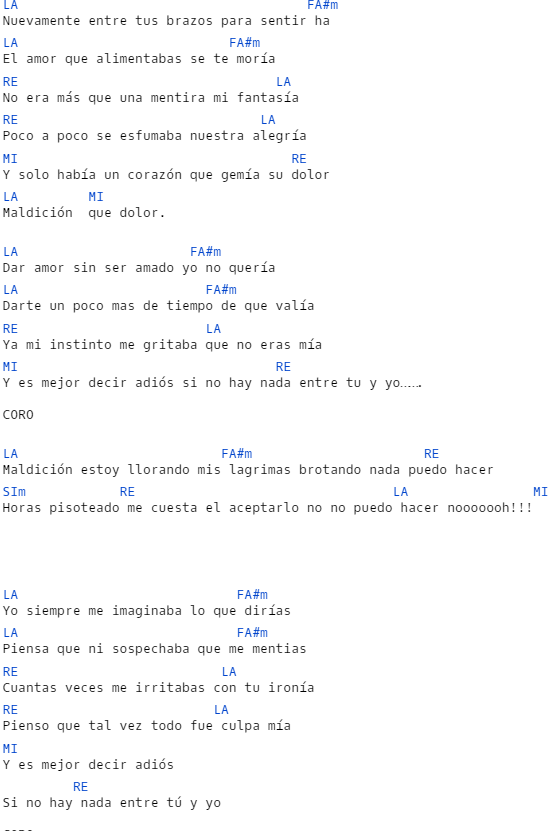 LA                                     FA#m
Nuevamente entre tus brazos para sentir ha
LA                           FA#m
El amor que alimentabas se te moría
RE                                 LA
No era más que una mentira mi fantasía
RE                               LA
Poco a poco se esfumaba nuestra alegría
MI                                   RE
Y solo había un corazón que gemía su dolor
LA         MI
Maldición  que dolor.

LA                      FA#m
Dar amor sin ser amado yo no quería
LA                        FA#m
Darte un poco mas de tiempo de que valía
RE                        LA
Ya mi instinto me gritaba que no eras mía
MI                                 RE
Y es mejor decir adiós si no hay nada entre tu y yo…..

CORO

LA                          FA#m                      RE
Maldición estoy llorando mis lagrimas brotando nada puedo hacer
SIm            RE                                 LA                MI
Horas pisoteado me cuesta el aceptarlo no no puedo hacer nooooooh!!!

LA                            FA#m
Yo siempre me imaginaba lo que dirías
LA                            FA#m
Piensa que ni sospechaba que me mentias
RE                          LA
Cuantas veces me irritabas con tu ironía
RE                         LA
Pienso que tal vez todo fue culpa mía
MI
Y es mejor decir adiós
         RE
Si no hay nada entre tú y yo